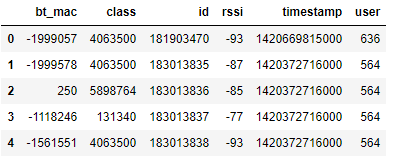 bt_mac class id rssi timestamp user
0 -1999057 4063500 181903470 -93 1420669815000 636
1 -1999578 4063500 183013835 -87 1420372716000 564
2 250 5898764 183013836 -85 1420372716000 564
3 -1118246 131340 183013837 -77 1420372716000 564
4 -1561551 4063500 183013838 -93 1420372716000 564